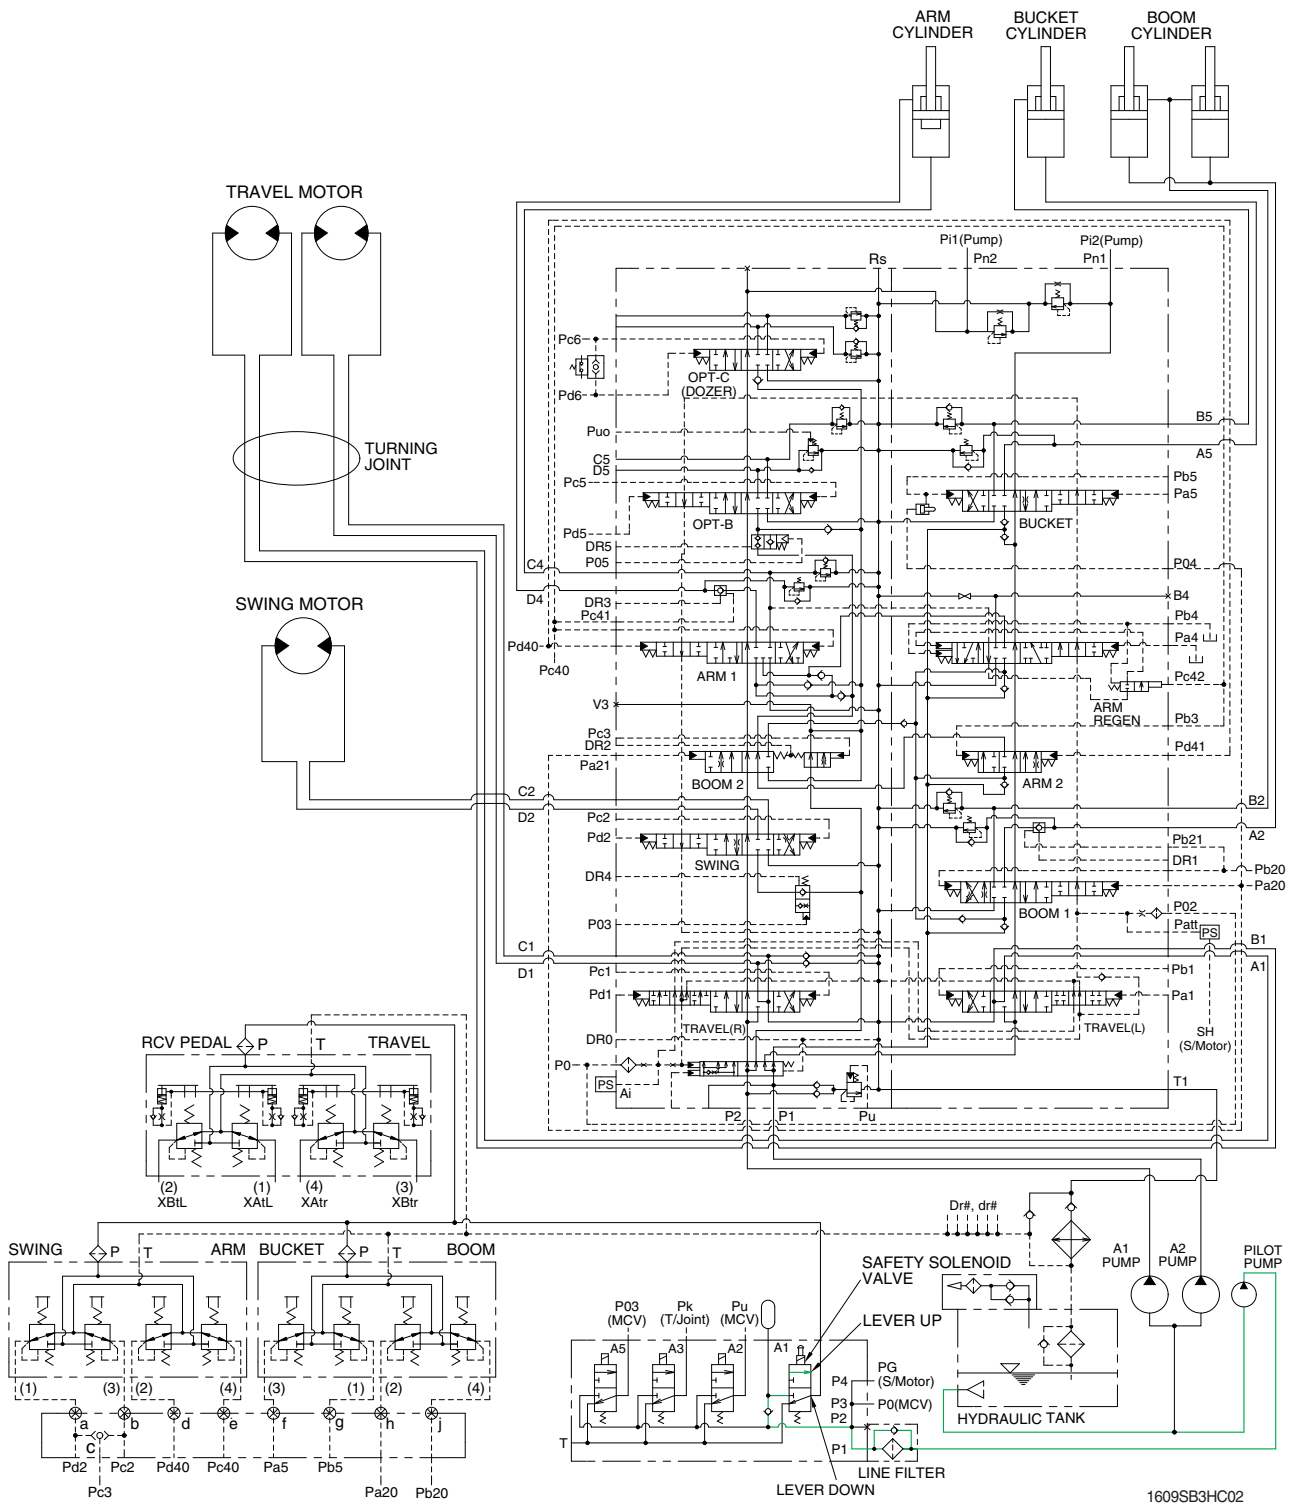 ARM
CYLINDER
BUCKET
CYLINDER
BOOM
CYLINDER
TRAVEL MOTOR
TURNING
JOINT
SWING MOTOR
Pi1(Pump)
Pn2
Pi2(Pump)
Pn1
Rs
Pc6
OPT-C
(DOZER)
Pd6
Puo
C5
D5
Pc5
OPT-B
Pd5
DR5
P05
B5
A5
Pb5
Pa5
BUCKET
P04
C4
D4
DR3
Pc41
Pd40
Pc40
ARM 1
B4
Pb4
Pa4
Pc42
ARM
REGEN
V3
Pc3
DR2
Pa21
BOOM 2
Pb3
Pd41
ARM 2
C2
D2
Pc2
Pd2
SWING
DR4
P03
B2
A2
Pb21
DR1
Pb20
Pa20
BOOM 1
P02
Patt
PS
C1
D1
Pc1
Pd1
TRAVEL(R)
DR0
P0
PS
Ai
P2
P1
Pu
B1
A1
Pb1
Pa1
TRAVEL(L)
SH
(S/Motor)
T1
RCV PEDAL
P
T
TRAVEL
(2)
XBtL
(1)
XAtL
(4)
XAtr
(3)
XBtr
SWING
P
T
ARM
BUCKET
P
T
BOOM
(1)
(3)
(2)
(4)
(3)
(1)
(2)
(4)
a
b
d
e
f
g
h
j
c
Pd2
Pc2
Pd40
Pc40
Pa5
Pb5
Pc3
Pa20
Pb20
Dr#, dr#
SAFETY SOLENOID
VALVE
LEVER UP
A1
PUMP
A2
PUMP
PILOT
PUMP
P03
(MCV)
Pk
(T/Joint)
Pu
(MCV)
A5
A3
A2
A1
P4
PG
(S/Motor)
P3
P0(MCV)
P2
P1
T
LINE FILTER
LEVER DOWN
HYDRAULIC TANK
1609SB3HC02